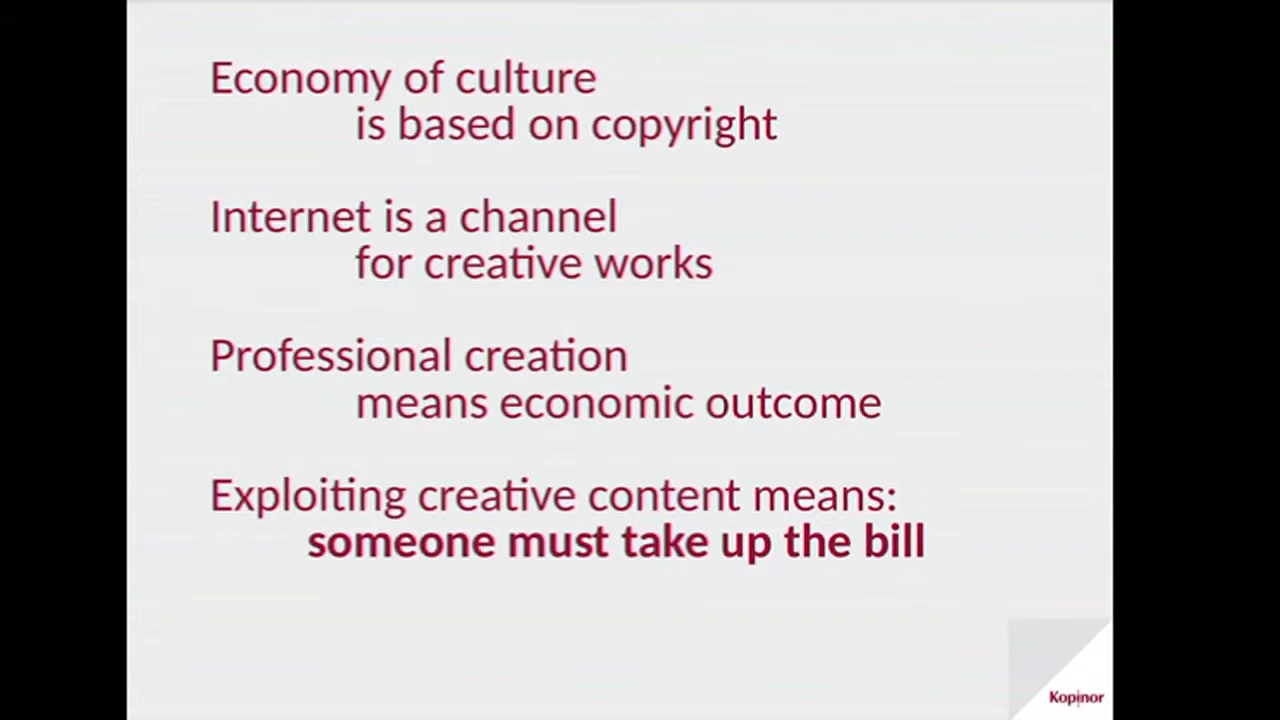 Economy of culture
is based on copyright
Internet is a channel
for creative works
Professional creation
means economic outcome
Exploiting creative content means:
someone must take up the bill
Kopinor